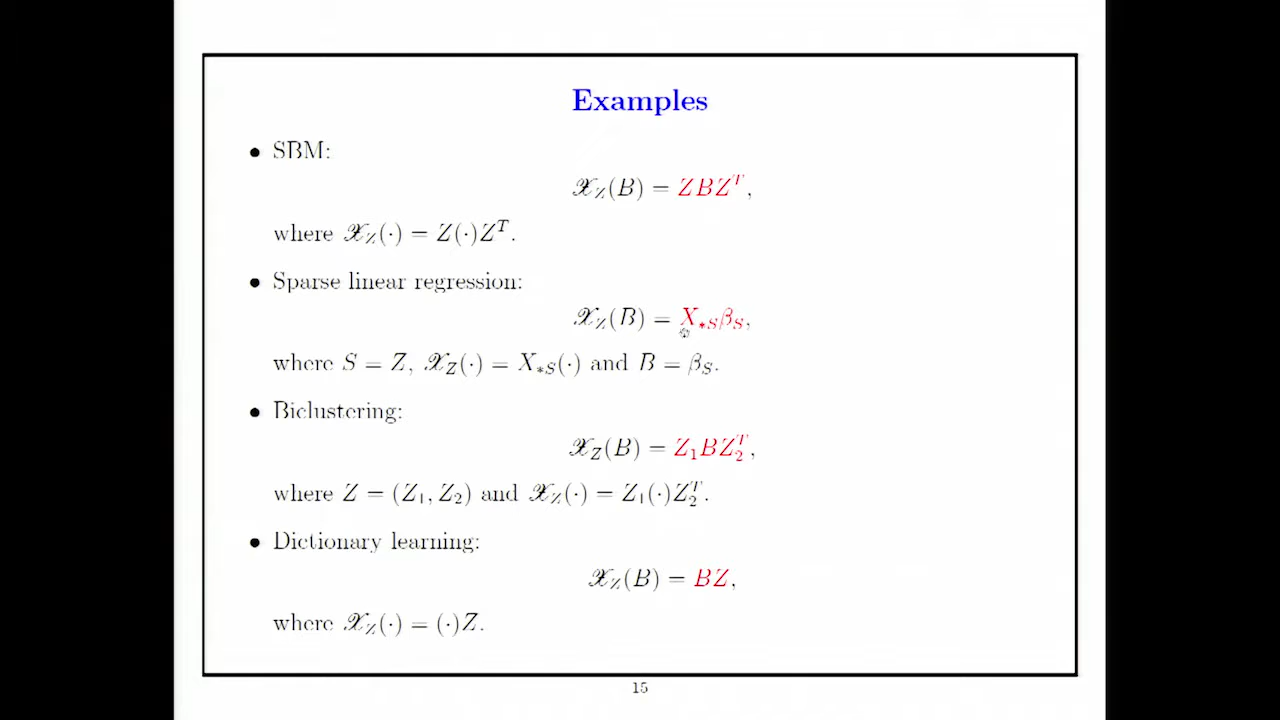 Examples
• SBM:
𝒳_Z(B) = ZBZ^T,
where 𝒳_Z(·) = Z(·)Z^T.
• Sparse linear regression:
𝒳_Z(B) = X_{*S}β_S,
where S = Z, 𝒳_Z(·) = X_{*S}(·) and B = β_S.
• Biclustering:
𝒳_Z(B) = Z_1BZ_2^T,
where Z = (Z_1, Z_2) and 𝒳_Z(·) = Z_1(·)Z_2^T.
• Dictionary learning:
𝒳_Z(B) = BZ,
where 𝒳_Z(·) = (·)Z.
15